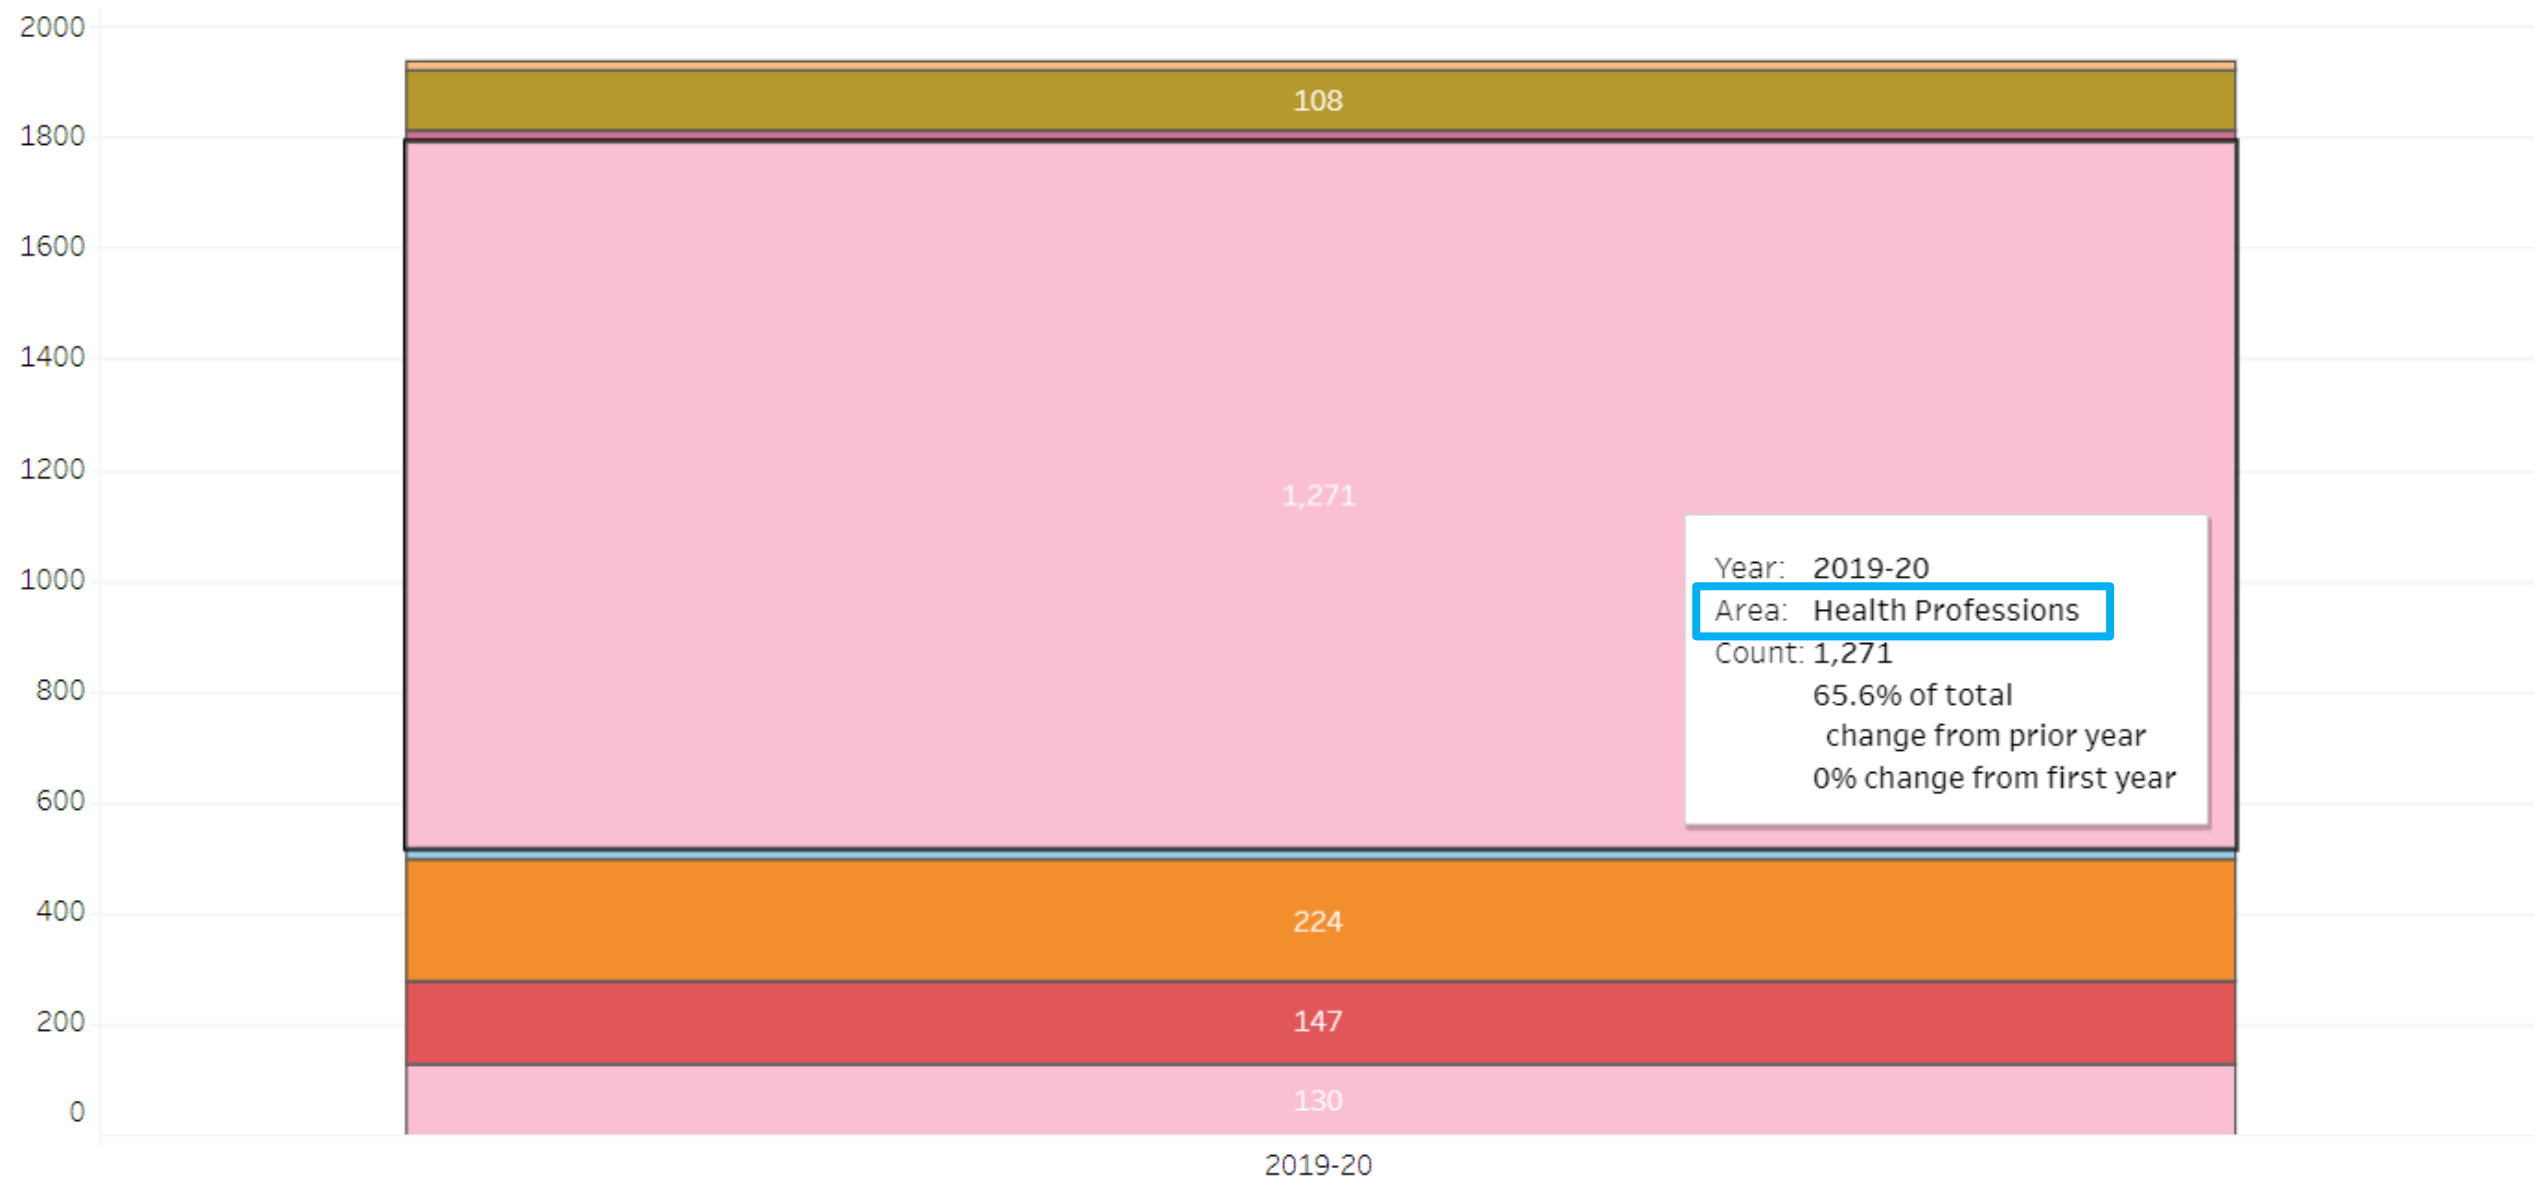 2000
108
1800
1600
1400
1200
1,271
1000
Year: 2019-20
Area: Health Professions
Count: 1,271
65.6% of total
change from prior year
0% change from first year
800
600
400
224
200
147
130
0
2019-20